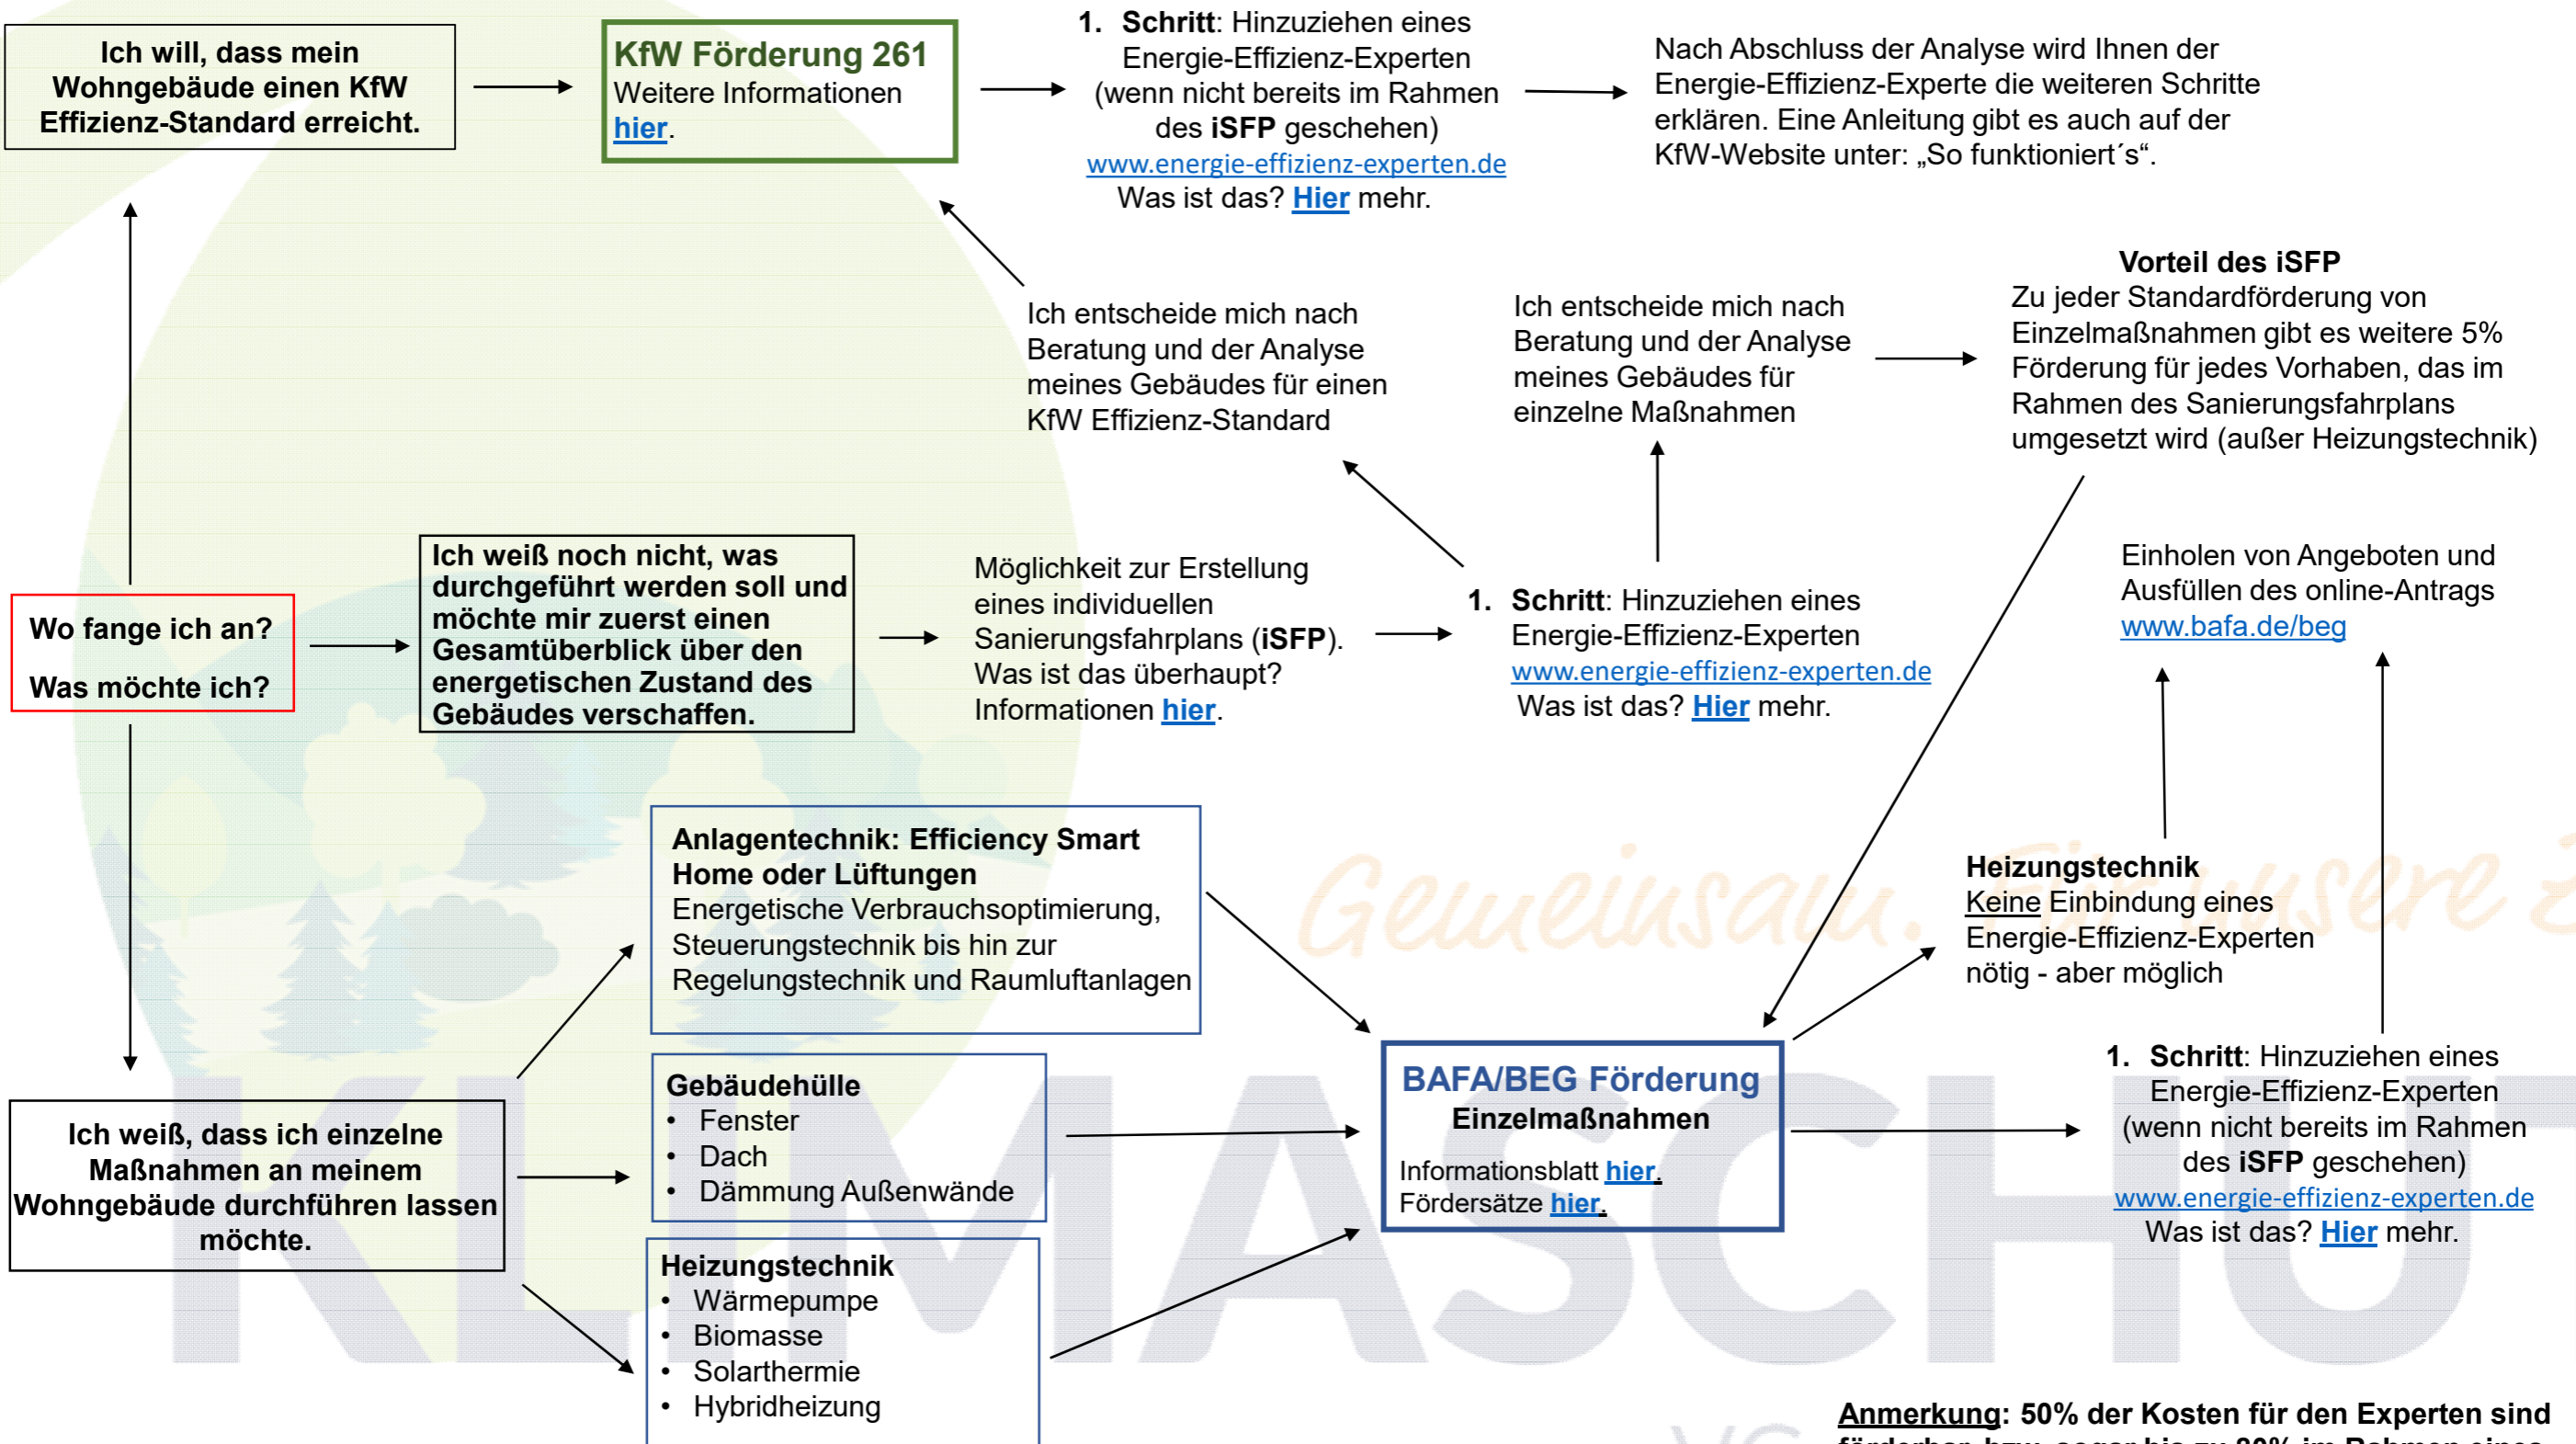 Ich will, dass mein
Wohngebäude einen KfW
Effizienz-Standard erreicht.
KfW Förderung 261
Weitere Informationen
hier.
1. Schritt: Hinzuziehen eines
Energie-Effizienz-Experten
(wenn nicht bereits im Rahmen
des iSFP geschehen)
www.energie-effizienz-experten.de
Was ist das? Hier mehr.
Nach Abschluss der Analyse wird Ihnen der
Energie-Effizienz-Experte die weiteren Schritte
erklären. Eine Anleitung gibt es auch auf der
KfW-Website unter: „So funktioniert´s“.
Ich entscheide mich nach
Beratung und der Analyse
meines Gebäudes für einen
KfW Effizienz-Standard
Ich entscheide mich nach
Beratung und der Analyse
meines Gebäudes für
einzelne Maßnahmen
Vorteil des iSFP
Zu jeder Standardförderung von
Einzelmaßnahmen gibt es weitere 5%
Förderung für jedes Vorhaben, das im
Rahmen des Sanierungsfahrplans
umgesetzt wird (außer Heizungstechnik)
Wo fange ich an?
Was möchte ich?
Ich weiß noch nicht, was
durchgeführt werden soll und
möchte mir zuerst einen
Gesamtüberblick über den
energetischen Zustand des
Gebäudes verschaffen.
Möglichkeit zur Erstellung
eines individuellen
Sanierungsfahrplans (iSFP).
Was ist das überhaupt?
Informationen hier.
1. Schritt: Hinzuziehen eines
Energie-Effizienz-Experten
www.energie-effizienz-experten.de
Was ist das? Hier mehr.
Einholen von Angeboten und
Ausfüllen des online-Antrags
www.bafa.de/beg
Anlagentechnik: Efficiency Smart
Home oder Lüftungen
Energetische Verbrauchsoptimierung,
Steuerungstechnik bis hin zur
Regelungstechnik und Raumluftanlagen
Gemeinsam. Für unsere
Heizungstechnik
Keine Einbindung eines
Energie-Effizienz-Experten
nötig - aber möglich
Ich weiß, dass ich einzelne
Maßnahmen an meinem
Wohngebäude durchführen lassen
möchte.
Gebäudehülle
• Fenster
• Dach
• Dämmung Außenwände
Heizungstechnik
• Wärmepumpe
• Biomasse
• Solarthermie
• Hybridheizung
BAFA/BEG Förderung
Einzelmaßnahmen
Informationsblatt hier.
Fördersätze hier.
1. Schritt: Hinzuziehen eines
Energie-Effizienz-Experten
(wenn nicht bereits im Rahmen
des iSFP geschehen)
www.energie-effizienz-experten.de
Was ist das? Hier mehr.
KLIMASCHUT
VG
Anmerkung: 50% der Kosten für den Experten sind
förderbar, bzw. sogar bis zu 80% im Rahmen eines